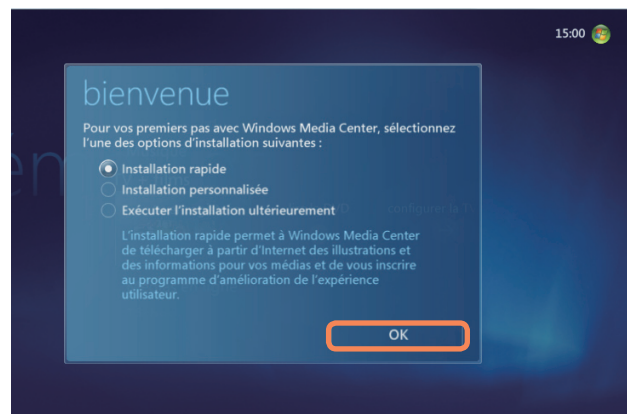 15:00
bienvenue
Pour vos premiers pas avec Windows Media Center, sélectionnez
l'une des options d'installation suivantes :
Installation rapide
Installation personnalisée
Exécuter l'installation ultérieurement
configurer la
L'installation rapide permet à Windows Media Center
de télécharger à partir d'Internet des illustrations et
des informations pour vos médias et de vous inscrire
au programme d'amélioration de l'expérience
utilisateur.
OK